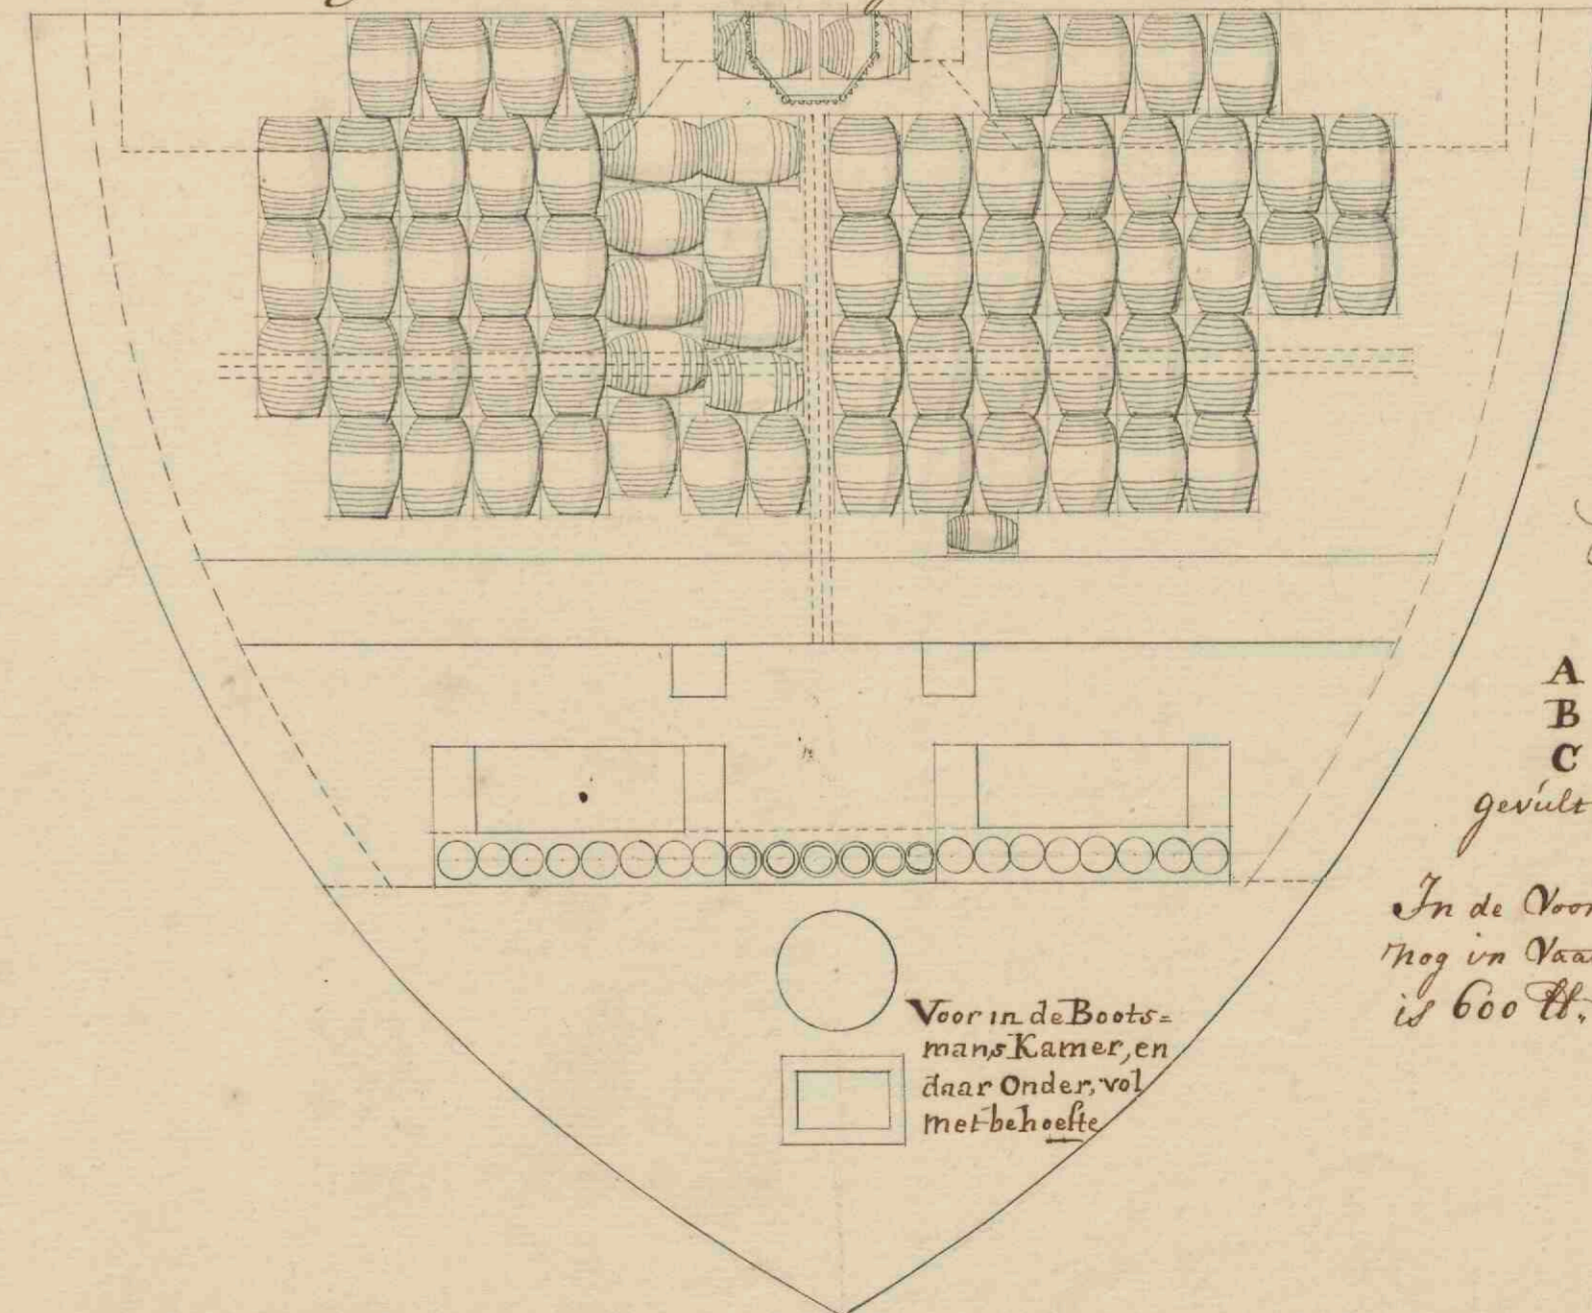 A
B
C
gevult
In de Voor
nog in Vaa
is 600 ℔.
Voor in de Boots=
mans Kamer, en
daar Onder, vol
met behoefte